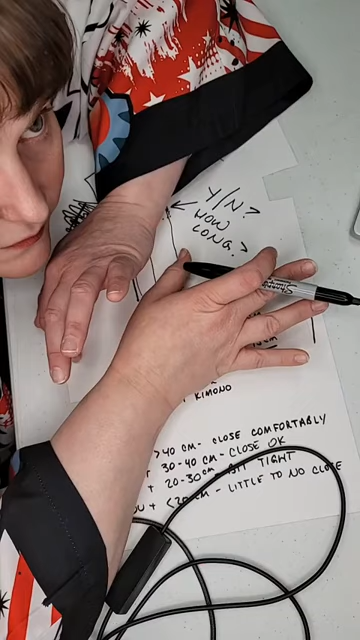 Y/N?
HOW
LONG?
Sharpie
KIMONO
40 CM - CLOSE COMFORTABLY
+ 30-40 CM - CLOSE OK
+ 20-30 CM TIGHT
+ <20 CM - LITTLE TO NO CLOSE